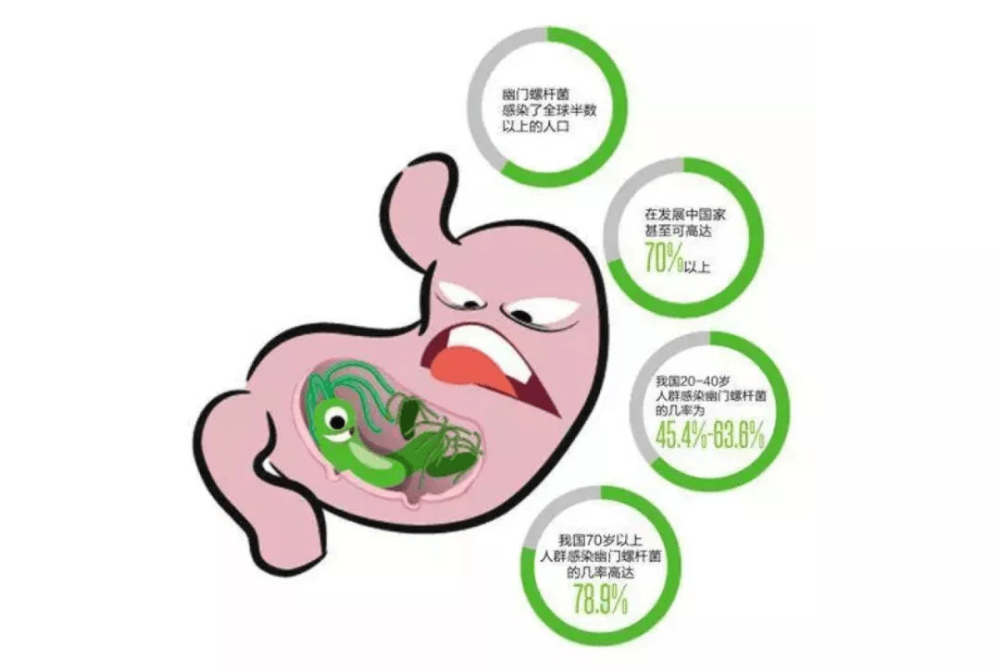 幽门螺杆菌
感染了全球半数
以上的人口
在发展中国家
甚至可高达
70%以上
我国20-40岁
人群感染幽门螺杆菌
的几率为
45.4%-63.6%
我国70岁以上
人群感染幽门螺杆菌
的几率高达
78.9%